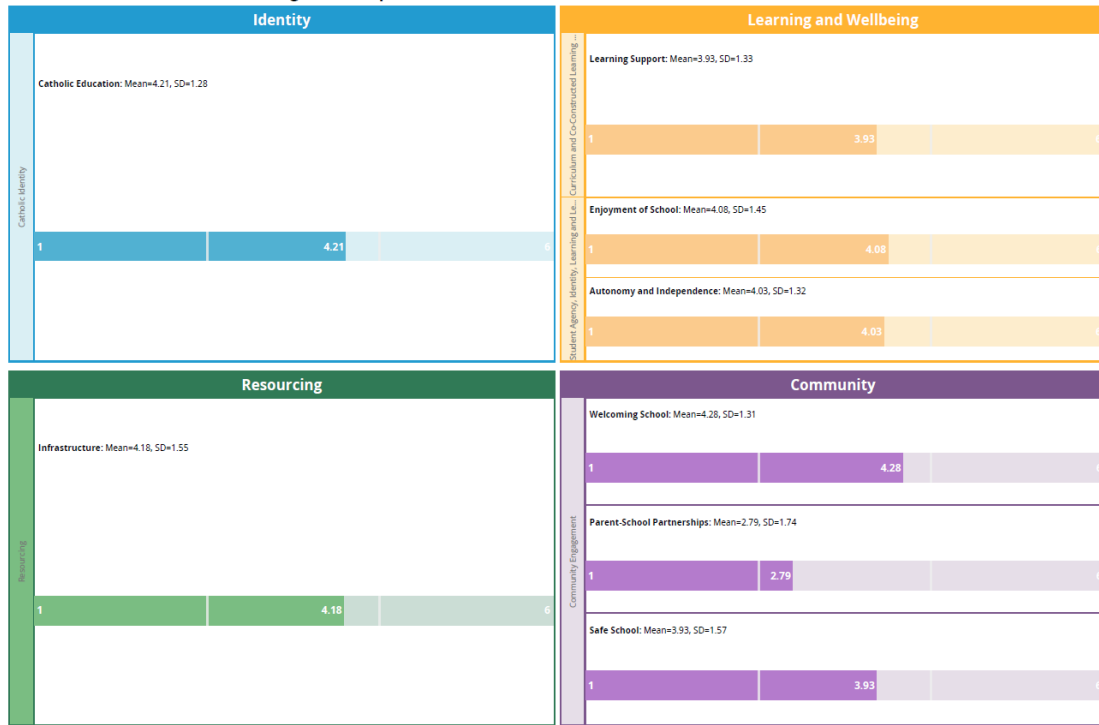 Identity
Catholic Identity
Catholic Education: Mean=4.21, SD=1.28
1 4.21 6
Learning and Wellbeing
Curriculum and Co-Constructed Learning ...
Learning Support: Mean=3.93, SD=1.33
1 3.93
Student Agency, Identity, Learning and Le...
Enjoyment of School: Mean=4.08, SD=1.45
1 4.08
Autonomy and Independence: Mean=4.03, SD=1.32
1 4.03
Resourcing
Resourcing
Infrastructure: Mean=4.18, SD=1.55
1 4.18 6
Community
Community Engagement
Welcoming School: Mean=4.28, SD=1.31
1 4.28
Parent-School Partnerships: Mean=2.79, SD=1.74
1 2.79
Safe School: Mean=3.93, SD=1.57
1 3.93